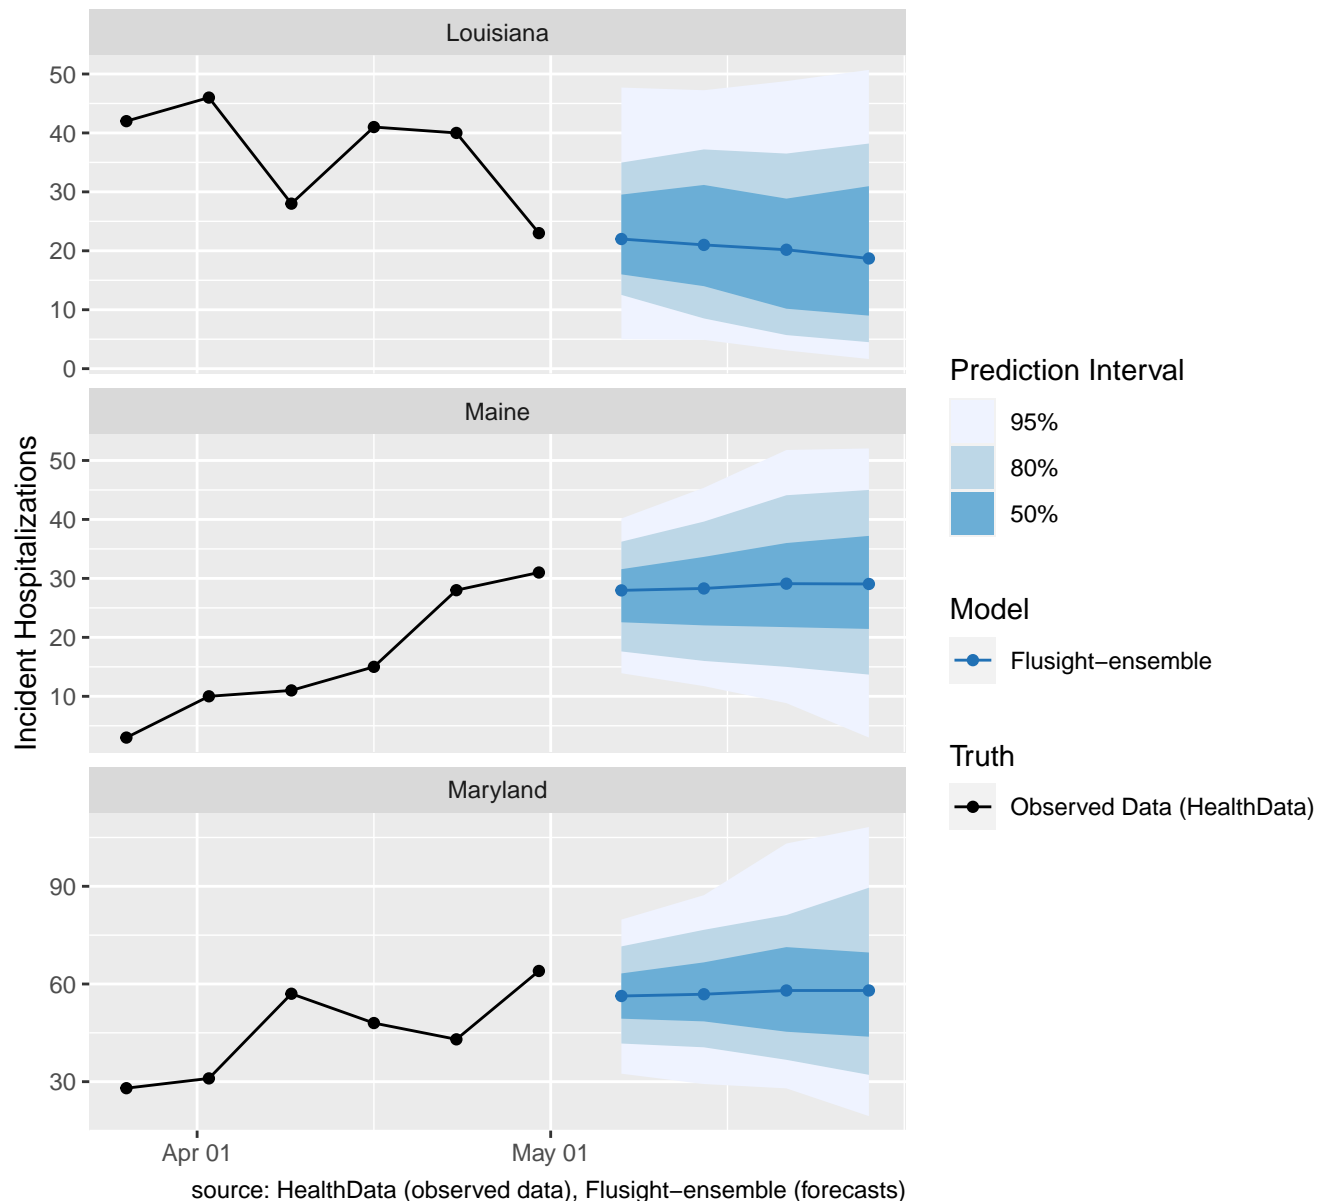 Louisiana
50
40
30
20
10
0
Maine
50
40
30
20
10
Maryland
90
60
30
Apr 01
May 01
Incident Hospitalizations
source: HealthData (observed data), Flusight−ensemble (forecasts)
Prediction Interval
95%
80%
50%
Model
Flusight−ensemble
Truth
Observed Data (HealthData)